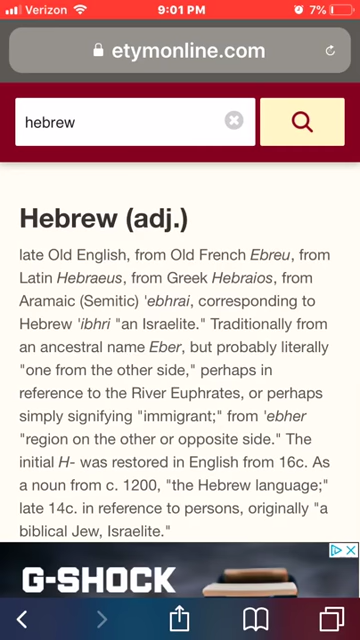 Verizon 9:01 PM 7%
etymonline.com
hebrew
Hebrew (adj.)
late Old English, from Old French Ebreu, from
Latin Hebraeus, from Greek Hebraios, from
Aramaic (Semitic) 'ebhrai, corresponding to
Hebrew 'ibhri "an Israelite." Traditionally from
an ancestral name Eber, but probably literally
"one from the other side," perhaps in
reference to the River Euphrates, or perhaps
simply signifying "immigrant;" from 'ebher
"region on the other or opposite side." The
initial H- was restored in English from 16c. As
a noun from c. 1200, "the Hebrew language;"
late 14c. in reference to persons, originally "a
biblical Jew, Israelite."
G-SHOCK